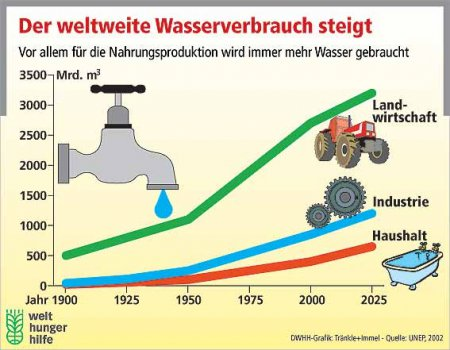 Der weltweite Wasserverbrauch steigt
Vor allem für die Nahrungsproduktion wird immer mehr Wasser gebraucht
3500 Mrd. m³
3000
2500
2000
1500
1000
500
0
Land-
wirtschaft
Industrie
Haushalt
Jahr 1900 1925 1950 2000 2025
welt
hunger
hilfe
DWHH-Grafik: Tränkle+Immel - Quelle: UNEP, 2002